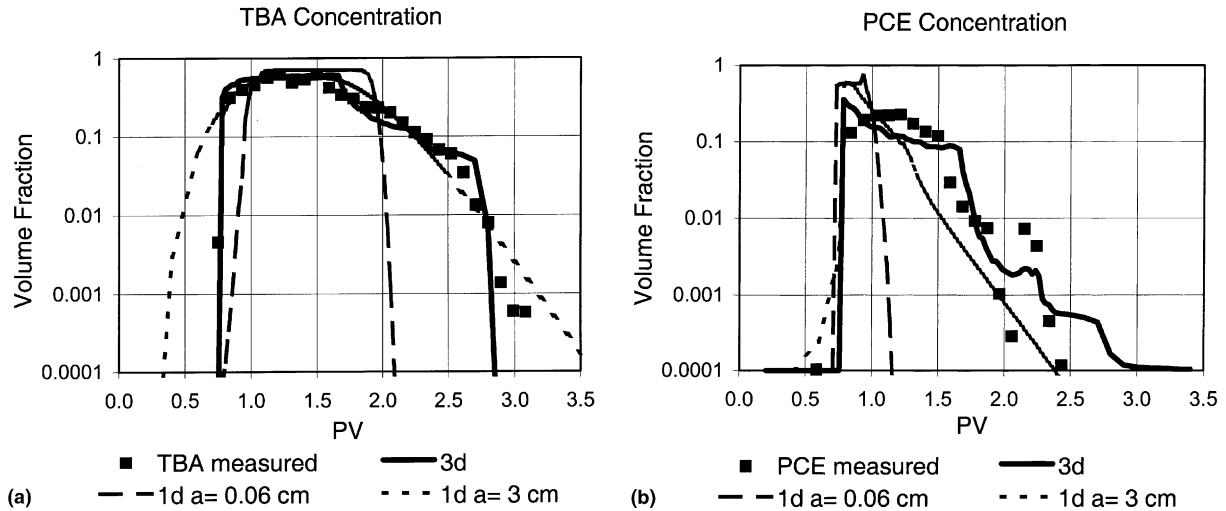 TBA Concentration
Volume Fraction
1
0.1
0.01
0.001
0.0001
0.0 0.5 1.0 1.5 2.0 2.5 3.0 3.5
PV
TBA measured 3d
(a) 1d a= 0.06 cm 1d a= 3 cm
PCE Concentration
Volume Fraction
1
0.1
0.01
0.001
0.0001
0.0 0.5 1.0 1.5 2.0 2.5 3.0 3.5
PV
PCE measured 3d
(b) 1d a= 0.06 cm 1d a= 3 cm